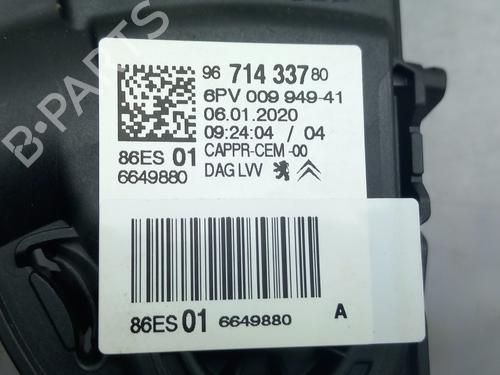 B-PARTS
96 714 337 80
6PV 009 949-41
06.01.2020
09:24:04 / 04
86ES 01 CAPPR-CEM -00
6649880 DAG LVV
86ES 01 6649880 A